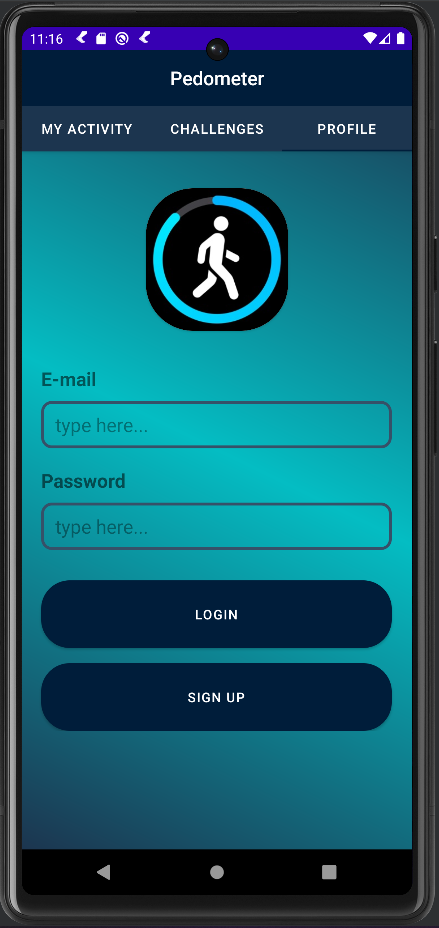 11:16
Pedometer
MY ACTIVITY CHALLENGES PROFILE
E-mail
type here...
Password
type here...
LOGIN
SIGN UP